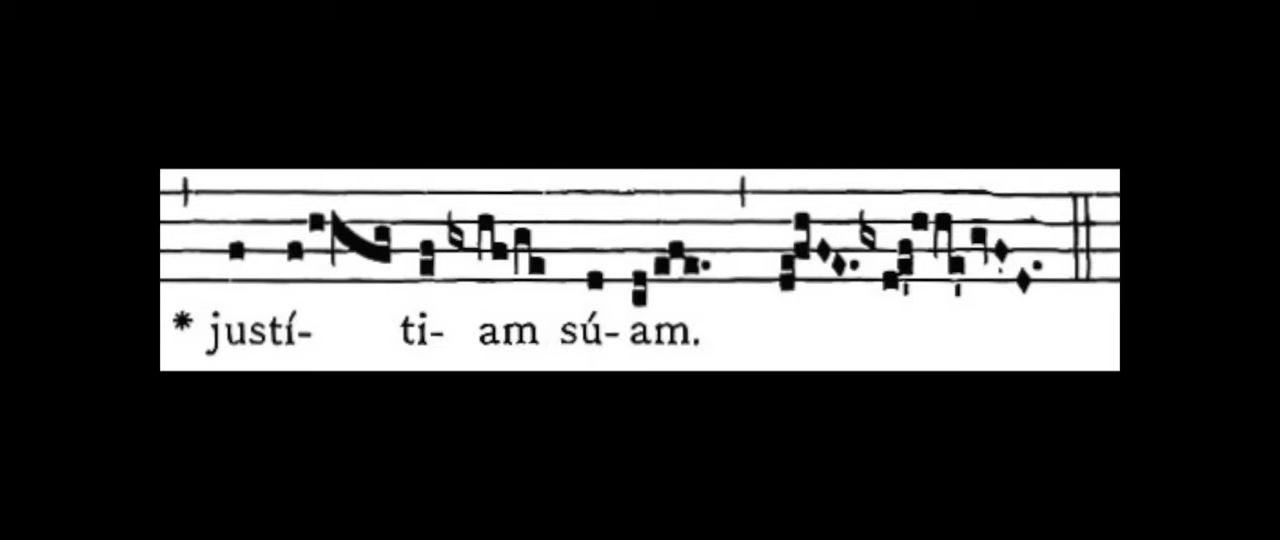 * justí- ti- am sú- am.